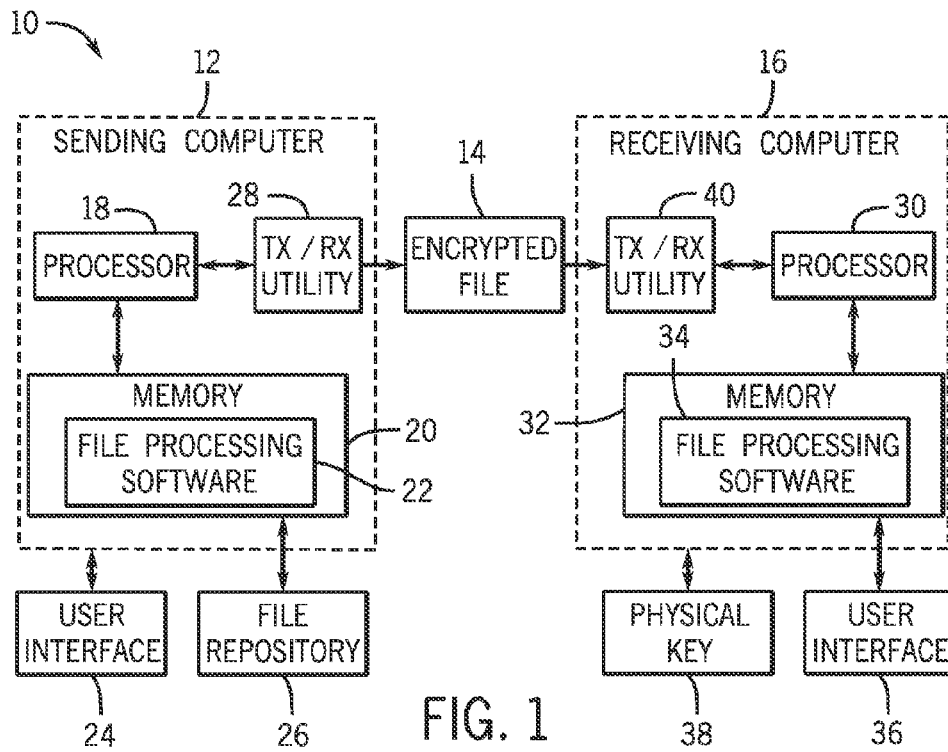 10
12
16
SENDING COMPUTER
14
RECEIVING COMPUTER
18
28
40
30
PROCESSOR
TX / RX
UTILITY
ENCRYPTED
FILE
TX / RX
UTILITY
PROCESSOR
34
MEMORY
FILE PROCESSING
SOFTWARE
20
22
32
MEMORY
FILE PROCESSING
SOFTWARE
USER
INTERFACE
FILE
REPOSITORY
PHYSICAL
KEY
USER
INTERFACE
24
26
FIG. 1
38
36